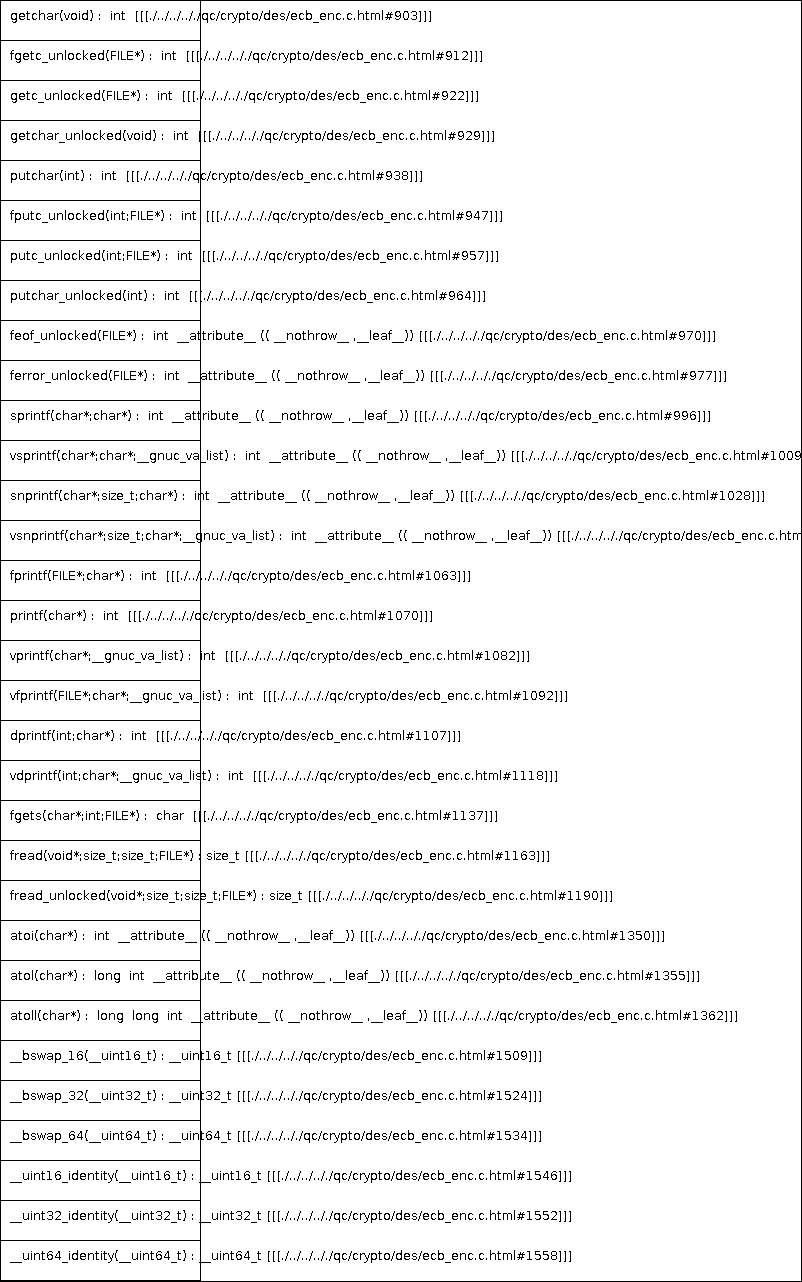 getchar(void) : int [[[./../../../qc/crypto/des/ecb_enc.c.html#903]]]
fgetc_unlocked(FILE*) : int [[[./../../../qc/crypto/des/ecb_enc.c.html#912]]]
getc_unlocked(FILE*) : int [[[./../../../qc/crypto/des/ecb_enc.c.html#922]]]
getchar_unlocked(void) : int [[[./../../../qc/crypto/des/ecb_enc.c.html#929]]]
putchar(int) : int [[[./../../../qc/crypto/des/ecb_enc.c.html#938]]]
fputc_unlocked(int;FILE*) : int [[[./../../../qc/crypto/des/ecb_enc.c.html#947]]]
putc_unlocked(int;FILE*) : int [[[./../../../qc/crypto/des/ecb_enc.c.html#957]]]
putchar_unlocked(int) : int [[[./../../../qc/crypto/des/ecb_enc.c.html#964]]]
feof_unlocked(FILE*) : int __attribute__ (( __nothrow__ ,__leaf__)) [[[./../../../qc/crypto/des/ecb_enc.c.html#970]]]
ferror_unlocked(FILE*) : int __attribute__ (( __nothrow__ ,__leaf__)) [[[./../../../qc/crypto/des/ecb_enc.c.html#977]]]
sprintf(char*;char*) : int __attribute__ (( __nothrow__ ,__leaf__)) [[[./../../../qc/crypto/des/ecb_enc.c.html#996]]]
vsprintf(char*;char*;__gnuc_va_list) : int __attribute__ (( __nothrow__ ,__leaf__)) [[[./../../../qc/crypto/des/ecb_enc.c.html#1009
snprintf(char*;size_t;char*) : int __attribute__ (( __nothrow__ ,__leaf__)) [[[./../../../qc/crypto/des/ecb_enc.c.html#1028]]]
vsnprintf(char*;size_t;char*;__gnuc_va_list) : int __attribute__ (( __nothrow__ ,__leaf__)) [[[./../../../qc/crypto/des/ecb_enc.c.htm
fprintf(FILE*;char*) : int [[[./../../../qc/crypto/des/ecb_enc.c.html#1063]]]
printf(char*) : int [[[./../../../qc/crypto/des/ecb_enc.c.html#1070]]]
vprintf(char*;__gnuc_va_list) : int [[[./../../../qc/crypto/des/ecb_enc.c.html#1082]]]
vfprintf(FILE*;char*;__gnuc_va_list) : int [[[./../../../qc/crypto/des/ecb_enc.c.html#1092]]]
dprintf(int;char*) : int [[[./../../../qc/crypto/des/ecb_enc.c.html#1107]]]
vdprintf(int;char*;__gnuc_va_list) : int [[[./../../../qc/crypto/des/ecb_enc.c.html#1118]]]
fgets(char*;int;FILE*) : char [[[./../../../qc/crypto/des/ecb_enc.c.html#1137]]]
fread(void*;size_t;size_t;FILE*) : size_t [[[./../../../qc/crypto/des/ecb_enc.c.html#1163]]]
fread_unlocked(void*;size_t;size_t;FILE*) : size_t [[[./../../../qc/crypto/des/ecb_enc.c.html#1190]]]
atoi(char*) : int __attribute__ (( __nothrow__ ,__leaf__)) [[[./../../../qc/crypto/des/ecb_enc.c.html#1350]]]
atol(char*) : long int __attribute__ (( __nothrow__ ,__leaf__)) [[[./../../../qc/crypto/des/ecb_enc.c.html#1355]]]
atoll(char*) : long long int __attribute__ (( __nothrow__ ,__leaf__)) [[[./../../../qc/crypto/des/ecb_enc.c.html#1362]]]
__bswap_16(__uint16_t) : __uint16_t [[[./../../../qc/crypto/des/ecb_enc.c.html#1509]]]
__bswap_32(__uint32_t) : __uint32_t [[[./../../../qc/crypto/des/ecb_enc.c.html#1524]]]
__bswap_64(__uint64_t) : __uint64_t [[[./../../../qc/crypto/des/ecb_enc.c.html#1534]]]
__uint16_identity(__uint16_t) : __uint16_t [[[./../../../qc/crypto/des/ecb_enc.c.html#1546]]]
__uint32_identity(__uint32_t) : __uint32_t [[[./../../../qc/crypto/des/ecb_enc.c.html#1552]]]
__uint64_identity(__uint64_t) : __uint64_t [[[./../../../qc/crypto/des/ecb_enc.c.html#1558]]]